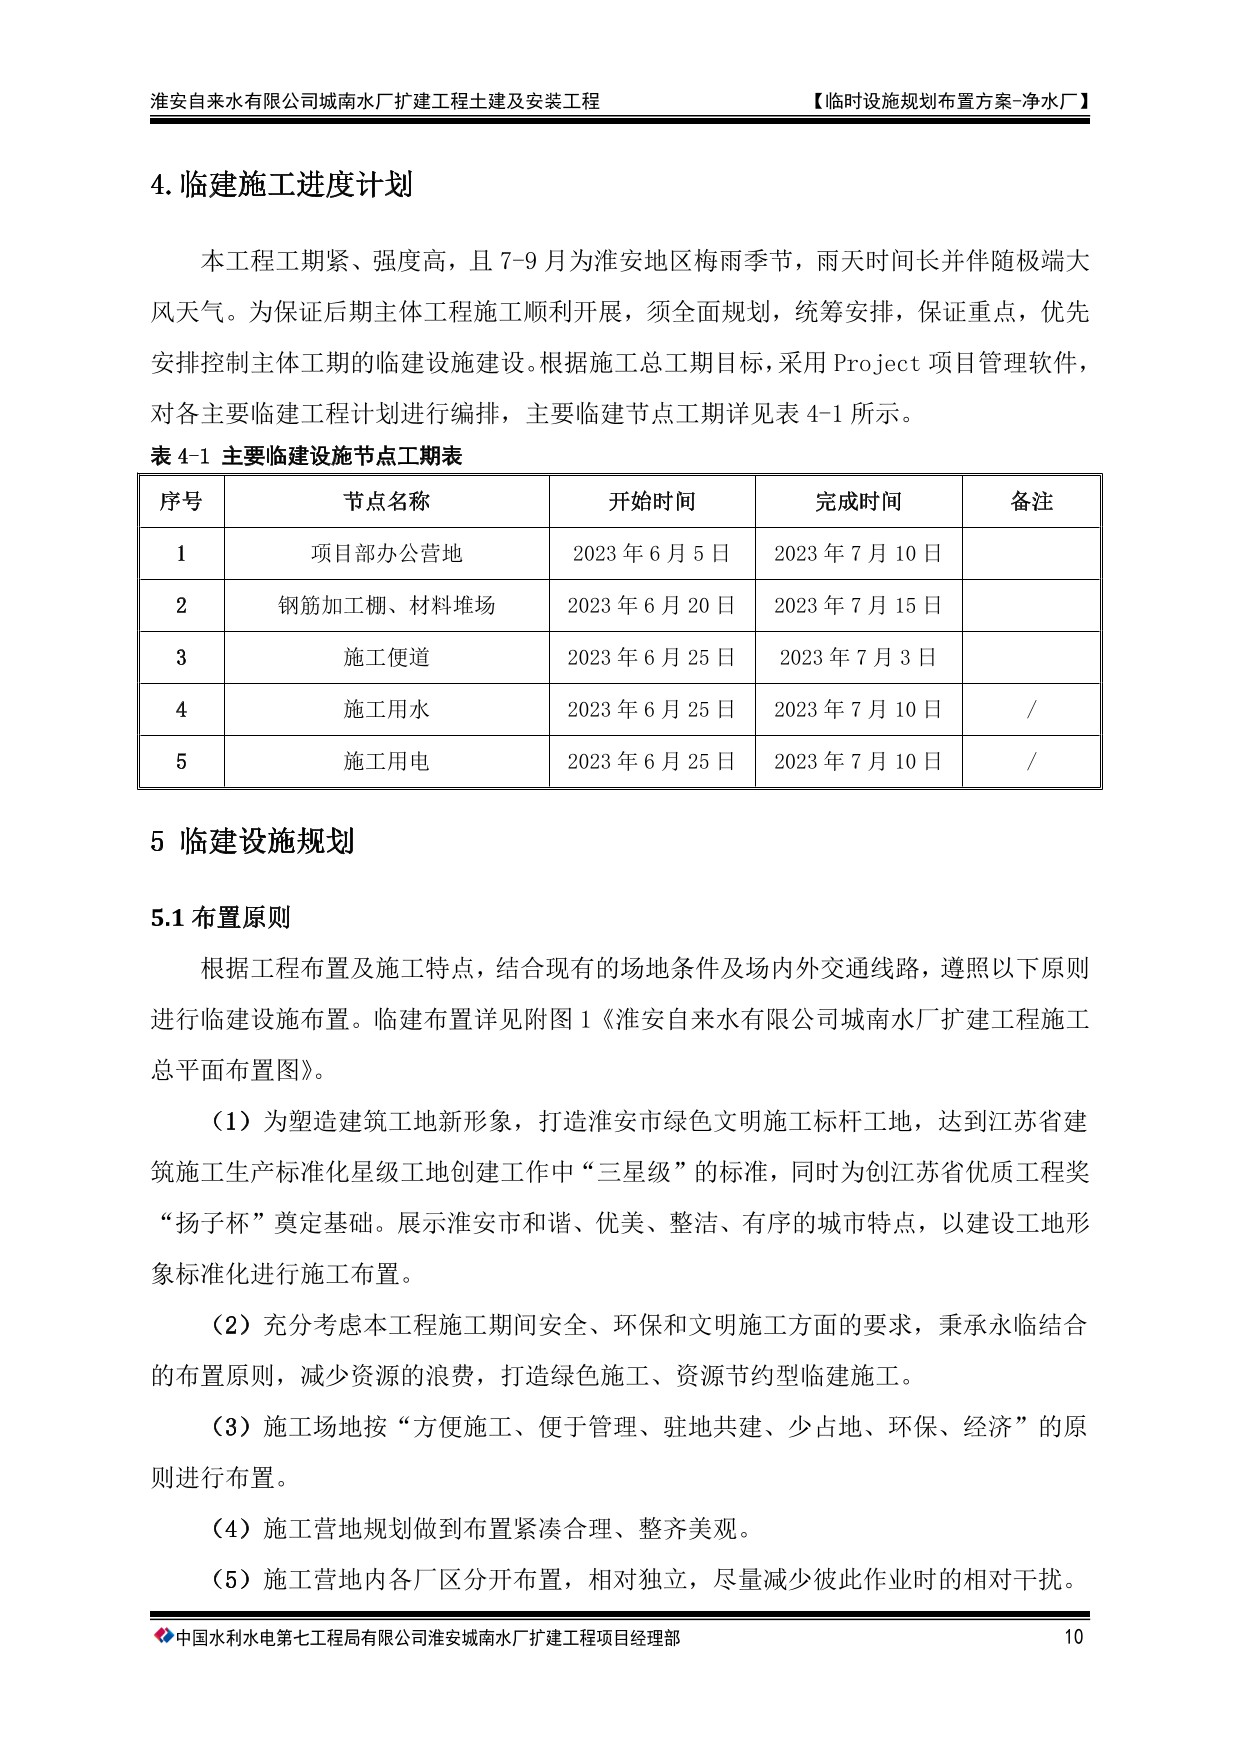 淮安自来水有限公司城南水厂扩建工程土建及安装工程 【临时设施规划布置方案-净水厂】
4. 临建施工进度计划
本工程工期紧、强度高，且 7-9 月为淮安地区梅雨季节，雨天时间长并伴随极端大
风天气。为保证后期主体工程施工顺利开展，须全面规划，统筹安排，保证重点，优先
安排控制主体工期的临建设施建设。根据施工总工期目标，采用 Project 项目管理软件，
对各主要临建工程计划进行编排，主要临建节点工期详见表 4-1 所示。
表 4-1 主要临建设施节点工期表
序号 节点名称 开始时间 完成时间 备注
1 项目部办公营地 2023 年 6 月 5 日 2023 年 7 月 10 日
2 钢筋加工棚、材料堆场 2023 年 6 月 20 日 2023 年 7 月 15 日
3 施工便道 2023 年 6 月 25 日 2023 年 7 月 3 日
4 施工用水 2023 年 6 月 25 日 2023 年 7 月 10 日 /
5 施工用电 2023 年 6 月 25 日 2023 年 7 月 10 日 /
5 临建设施规划
5.1 布置原则
根据工程布置及施工特点，结合现有的场地条件及场内外交通线路，遵照以下原则
进行临建设施布置。临建布置详见附图 1《淮安自来水有限公司城南水厂扩建工程施工
总平面布置图》。
（1）为塑造建筑工地新形象，打造淮安市绿色文明施工标杆工地，达到江苏省建
筑施工生产标准化星级工地创建工作中“三星级”的标准，同时为创江苏省优质工程奖
“扬子杯”奠定基础。展示淮安市和谐、优美、整洁、有序的城市特点，以建设工地形
象标准化进行施工布置。
（2）充分考虑本工程施工期间安全、环保和文明施工方面的要求，秉承永临结合
的布置原则，减少资源的浪费，打造绿色施工、资源节约型临建施工。
（3）施工场地按“方便施工、便于管理、驻地共建、少占地、环保、经济”的原
则进行布置。
（4）施工营地规划做到布置紧凑合理、整齐美观。
（5）施工营地内各厂区分开布置，相对独立，尽量减少彼此作业时的相对干扰。
中国水利水电第七工程局有限公司淮安城南水厂扩建工程项目经理部 10